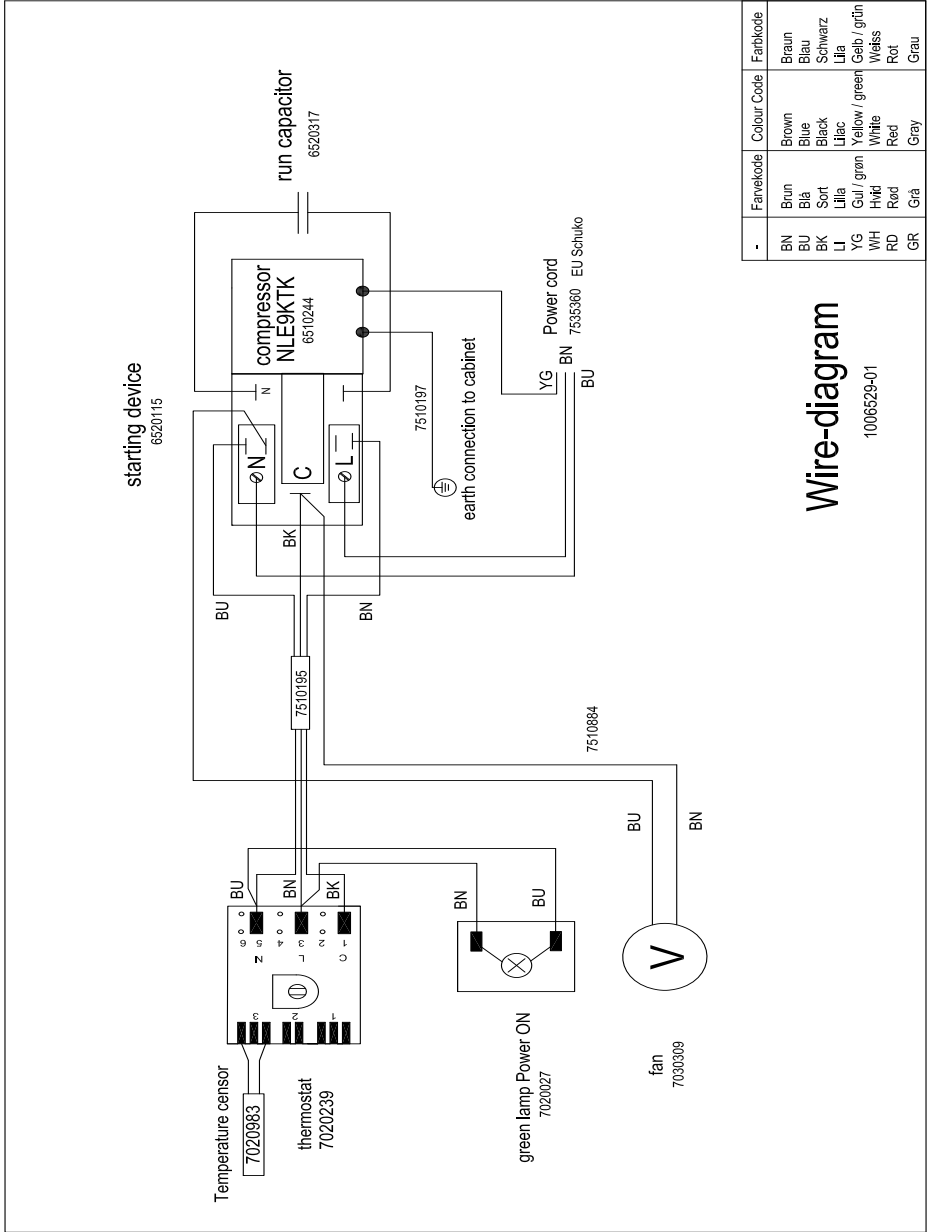 Temperature censor
7020983
thermostat
7020239
3
2
1
N
L
C
6
5
4
3
2
1
BU
BN
BK
7510195
BU
BK
BN
starting device
6520115
N
N
C
L
compressor
NLE9KTK
6510244
run capacitor
6520317
7510197
earth connection to cabinet
YG
BN
BU
Power cord
7535360 EU Schuko
green lamp Power ON
7020027
BN
BU
fan
7030309
V
BU
BN
7510884
Wire-diagram
1006529-01
- Farvekode Colour Code Farbkode
BN Brun Brown Braun
BU Blå Blue Blau
BK Sort Black Schwarz
LI Lilla Lilac Lila
YG Gul / grøn Yellow / green Gelb / grün
WH Hvid White Weiss
RD Rød Red Rot
GR Grå Gray Grau